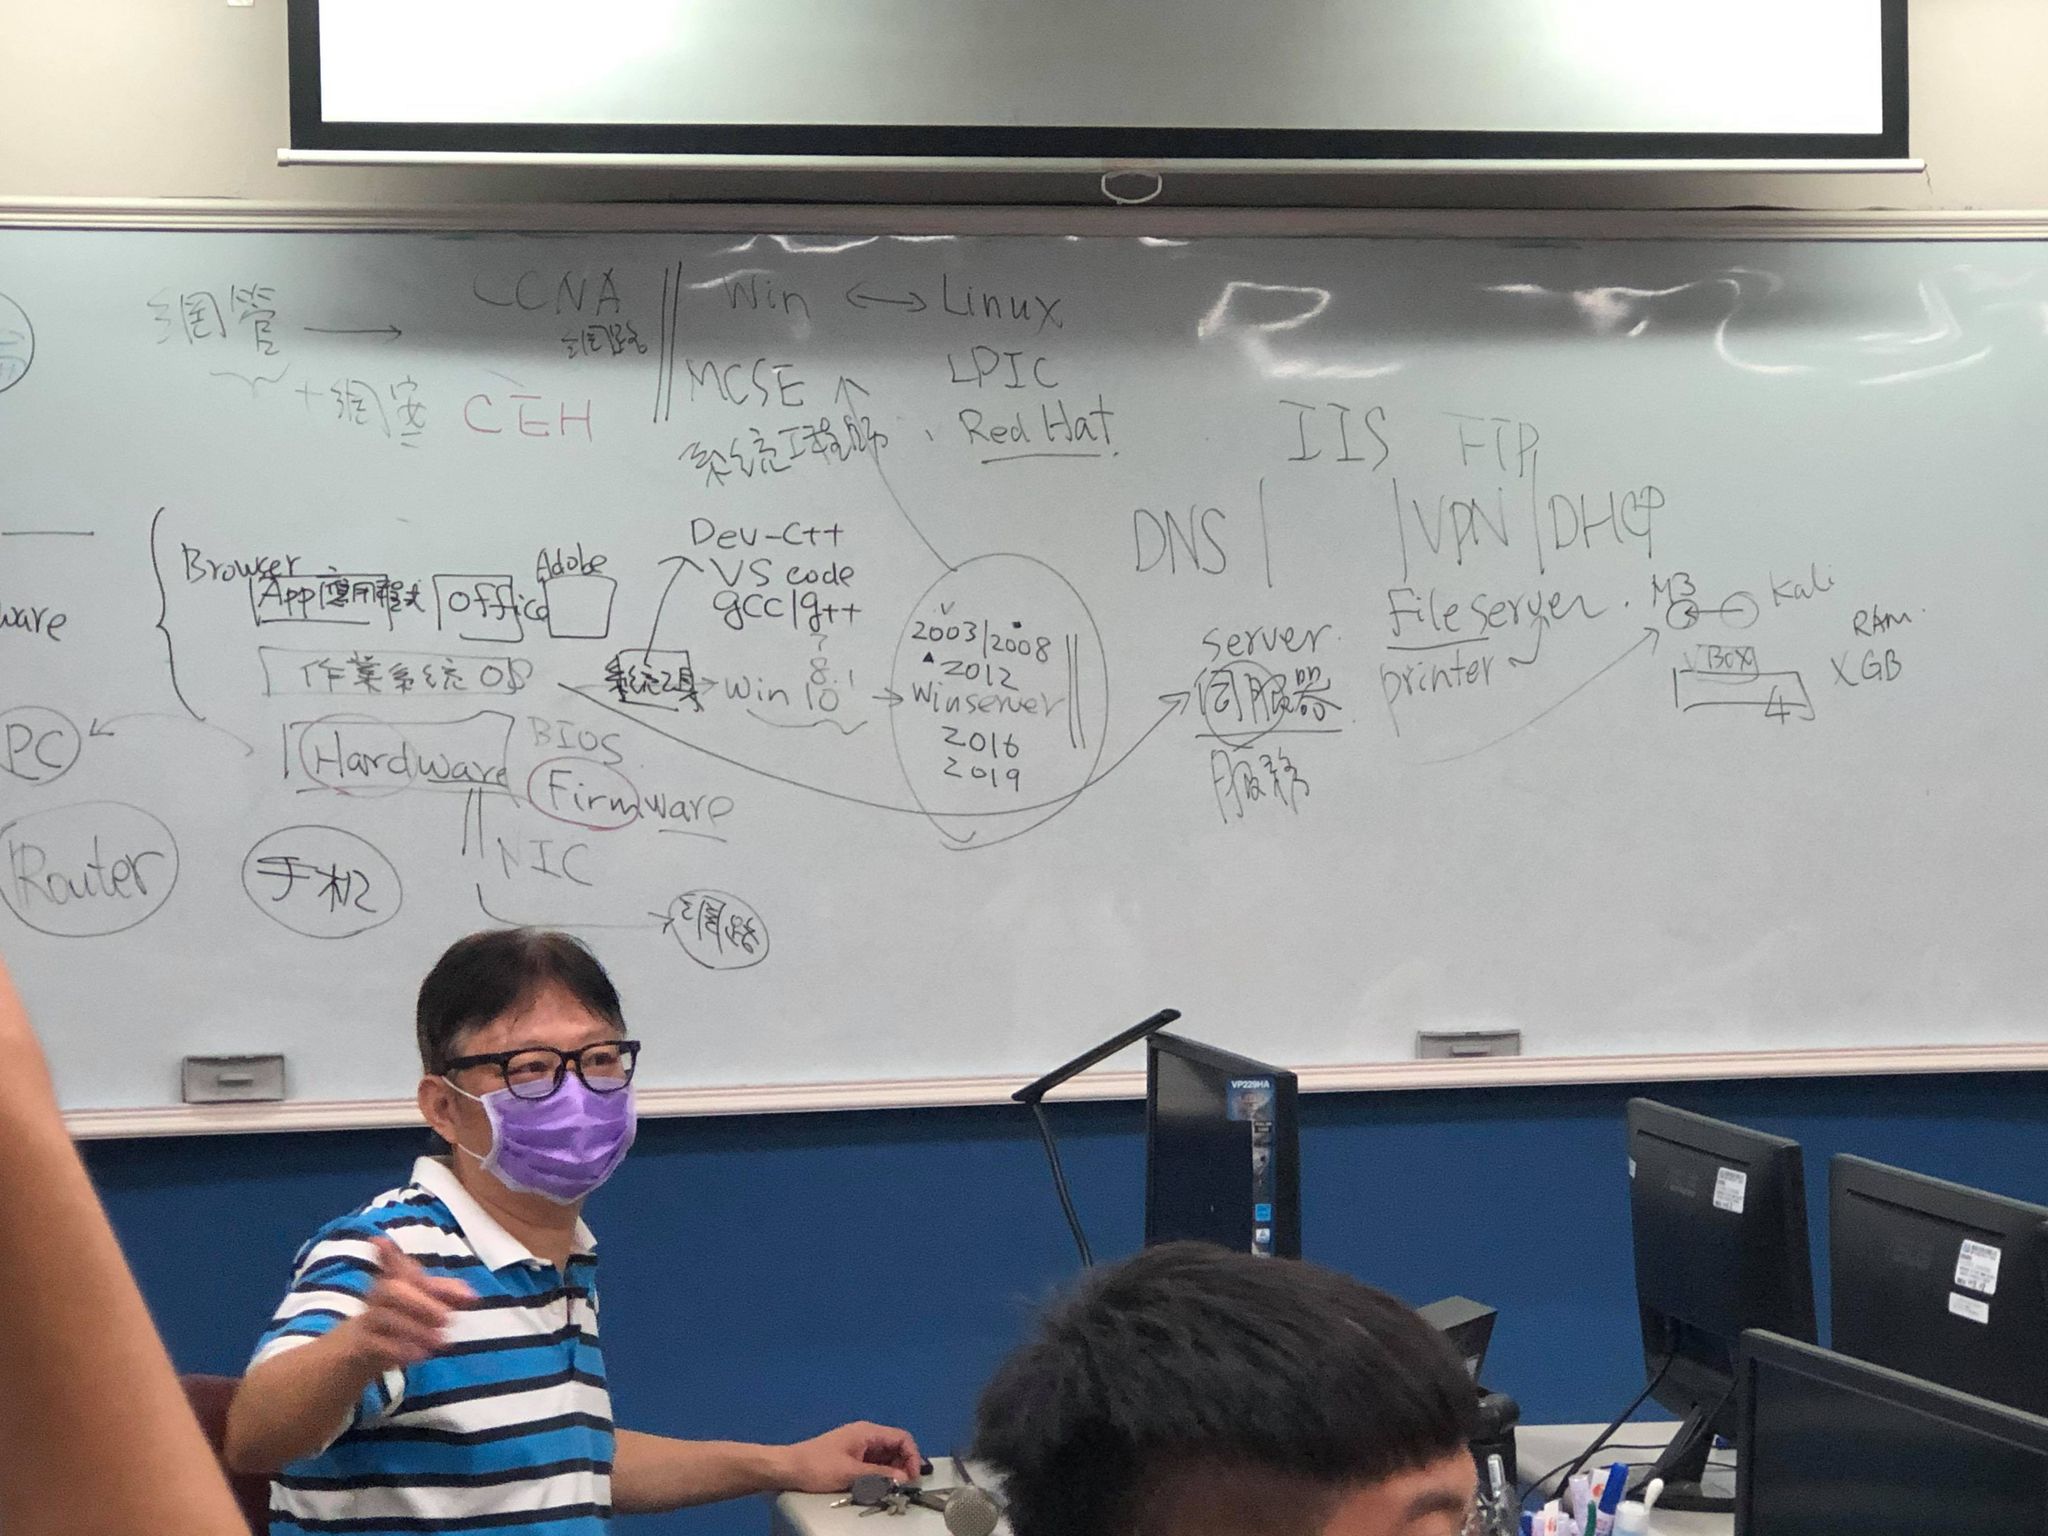 網管 → CCNA
網路
Win ↔ Linux
MCSE
LPIC
+網安 CEH
系統工程師、Red Hat.
IIS FTP
DNS | | VPN | DHCP
Dev-C++
VS code
gcc/g++
Browser
Adobe
App 應用程式
Office
作業系統 OS
系統工具
7
8.1
Win 10
2003/2008
2012
Winserver
2016
2019
server
伺服器
服務
File server.
printer
M3
Kali
VBOX
4
RAM
XGB
ware
PC
Hardware
BIOS
Firmware
NIC
Router
手机
網路
VP229HA